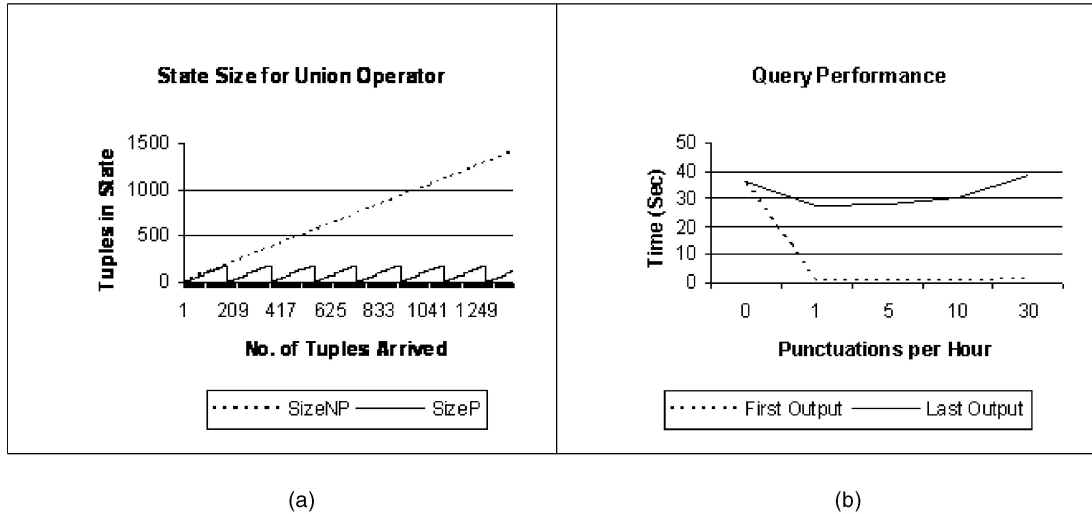 State Size for Union Operator
1500
1000
500
0
Tuples in State
1 209 417 625 833 1041 1249
No. of Tuples Arrived
SizeNP SizeP
(a)
Query Performance
50
40
30
20
10
0
Time (Sec)
0 1 5 10 30
Punctuations per Hour
First Output Last Output
(b)